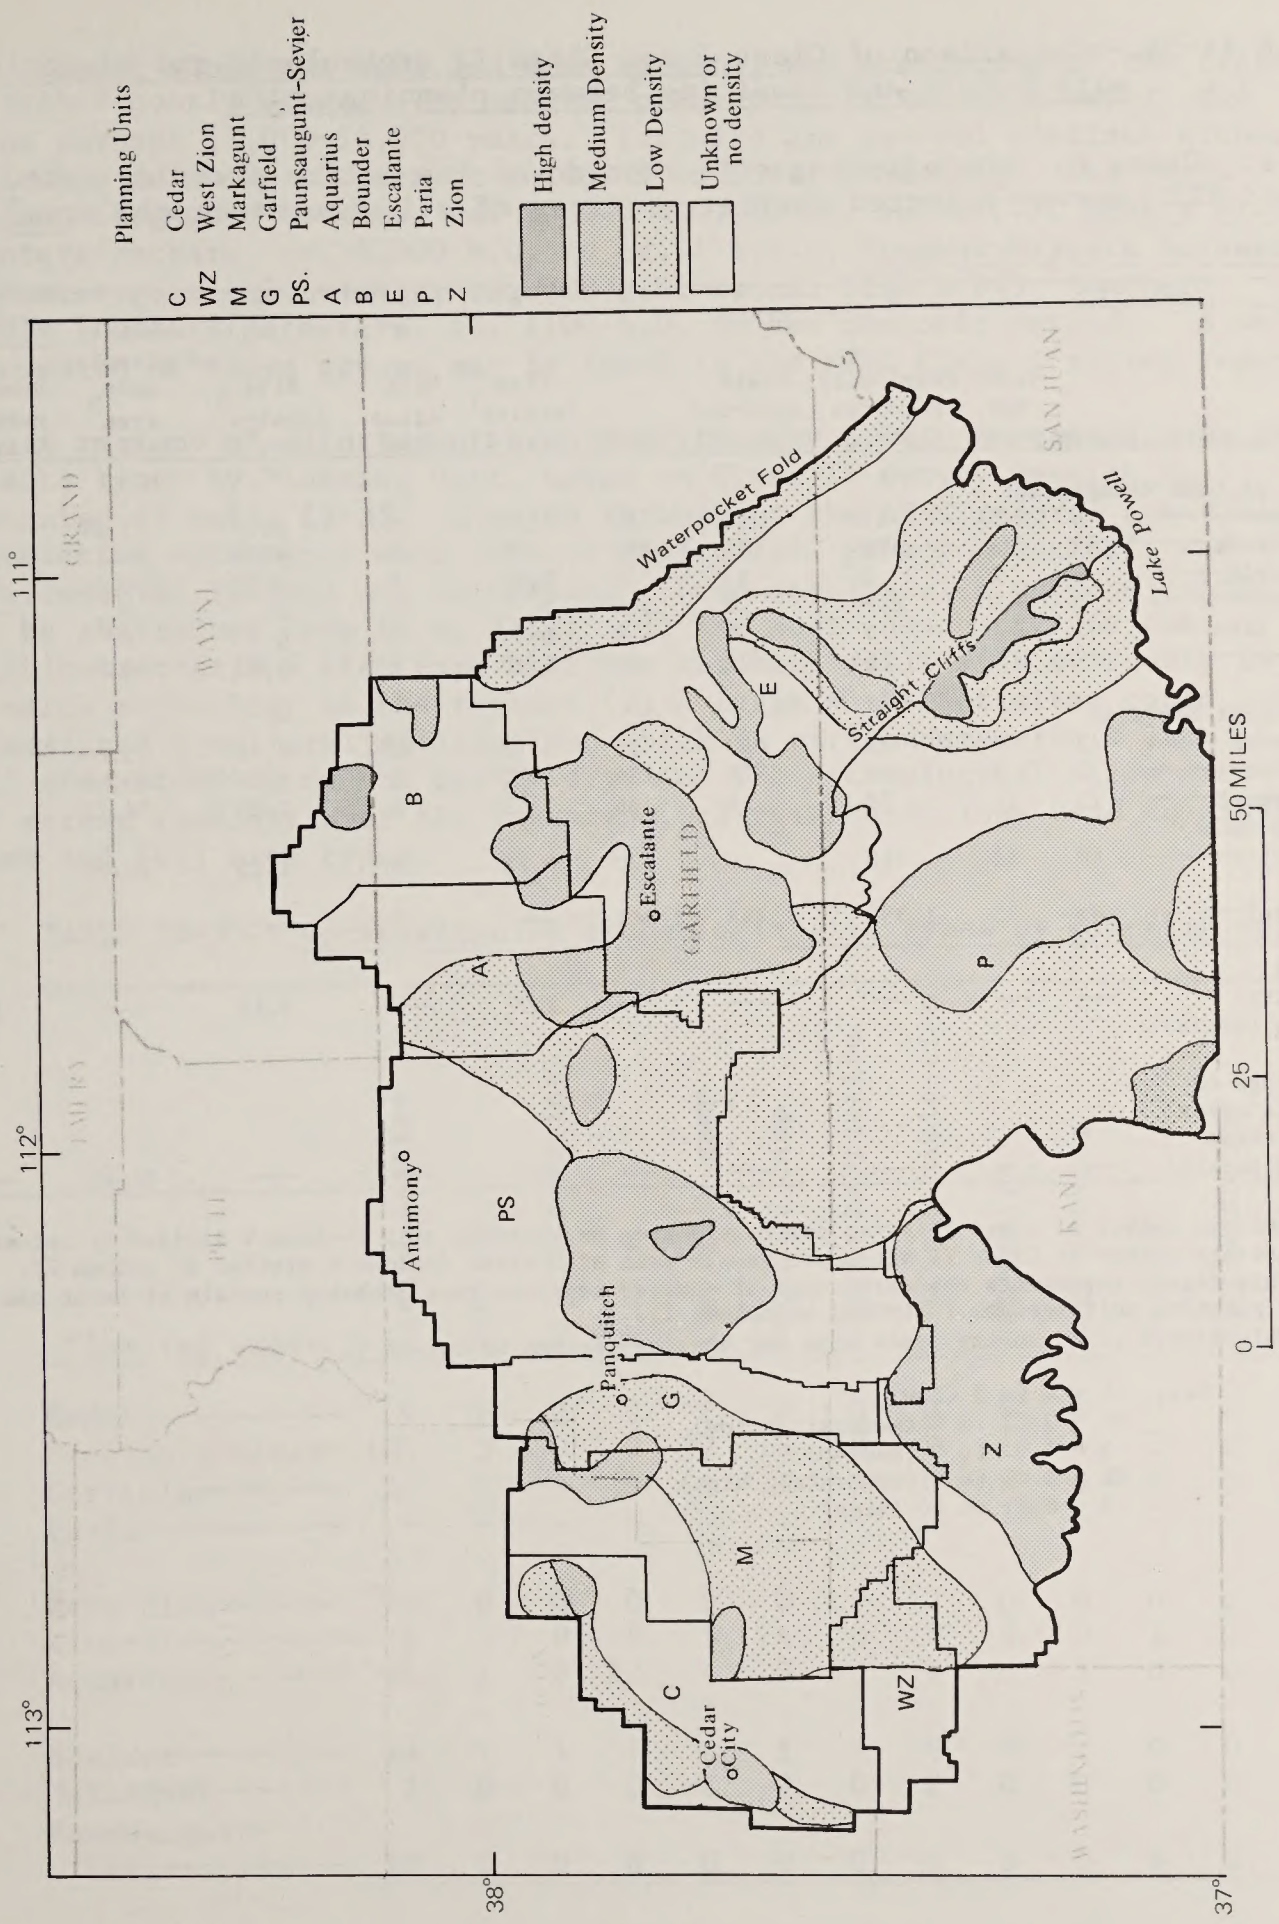 Planning Units
C Cedar
WZ West Zion
M Markagunt
G Garfield
PS. Paunsaugunt-Sevier
A Aquarius
B Bounder
E Escalante
P Paria
Z Zion
High density
Medium Density
Low Density
Unknown or
no density
113°
112°
111°
38°
37°
EMERY
GRAND
WAYNE
GARFIELD
KANE
SAN JUAN
WASHINGTON
Antimony
PS
A
B
Panquitch
G
Escalante
Waterpocket Fold
E
Straight Cliffs
Lake Powell
C
Cedar
City
M
WZ
Z
P
0
25
50 MILES